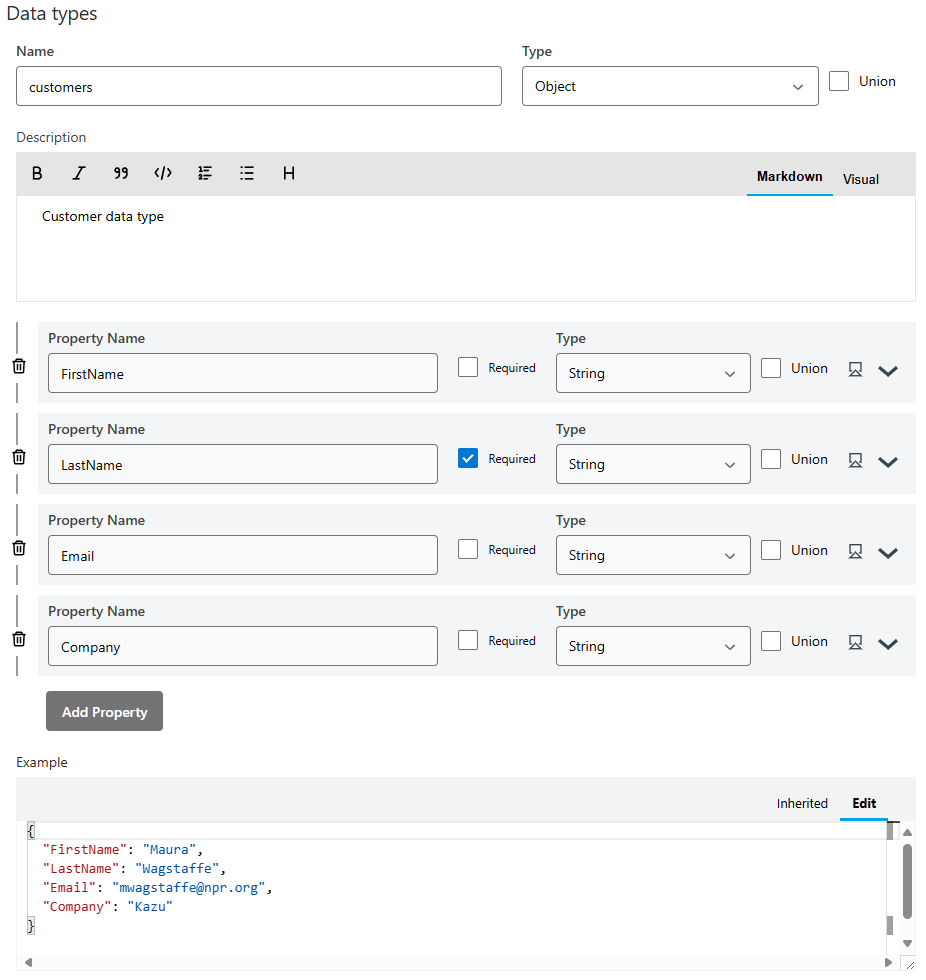 Data types
Name Type
customers Object Union
Description
B I 99 </> H Markdown Visual
Customer data type
Property Name Type
FirstName Required String Union
Property Name Type
LastName Required String Union
Property Name Type
Email Required String Union
Property Name Type
Company Required String Union
Add Property
Example
Inherited Edit
{
"FirstName": "Maura",
"LastName": "Wagstaffe",
"Email": "mwagstaffe@npr.org",
"Company": "Kazu"
}